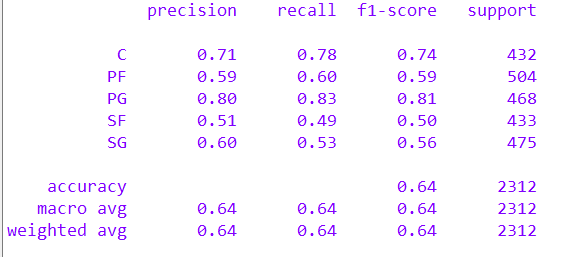 precision recall f1-score support
C 0.71 0.78 0.74 432
PF 0.59 0.60 0.59 504
PG 0.80 0.83 0.81 468
SF 0.51 0.49 0.50 433
SG 0.60 0.53 0.56 475
accuracy 0.64 2312
macro avg 0.64 0.64 0.64 2312
weighted avg 0.64 0.64 0.64 2312